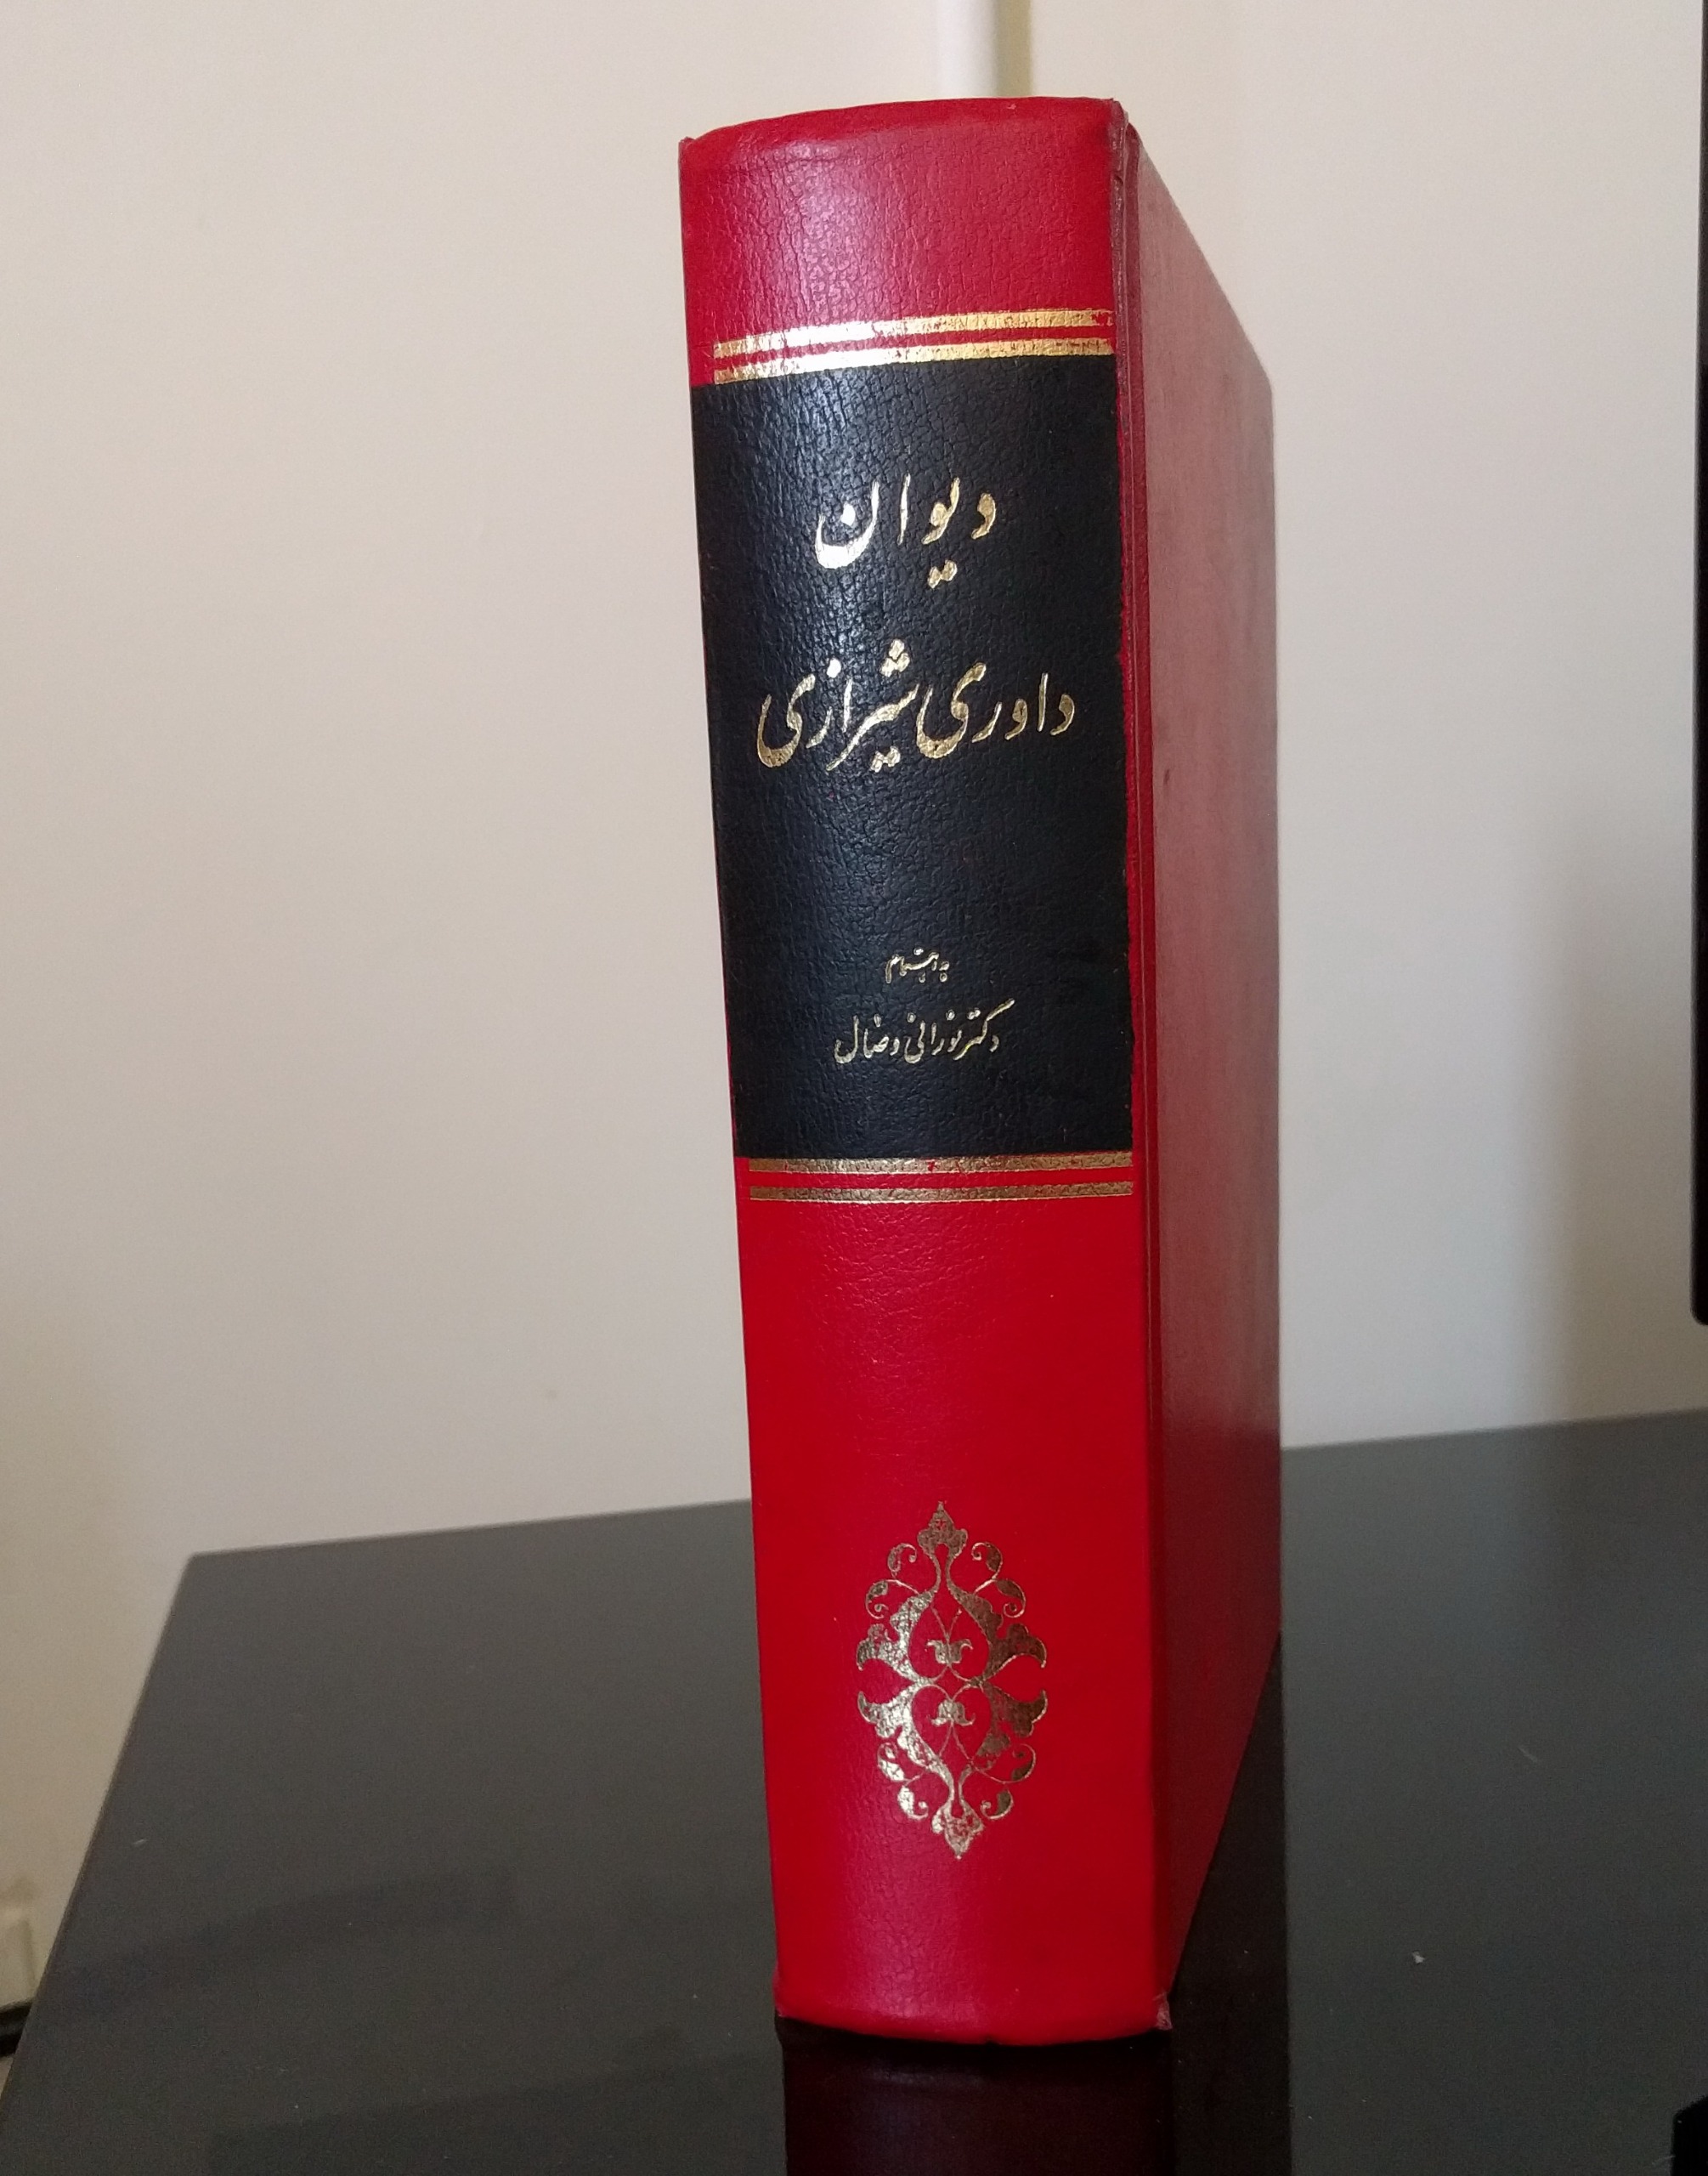 دیوان
داوری شیرازی
به اهتمام
دکتر نورانی وصال